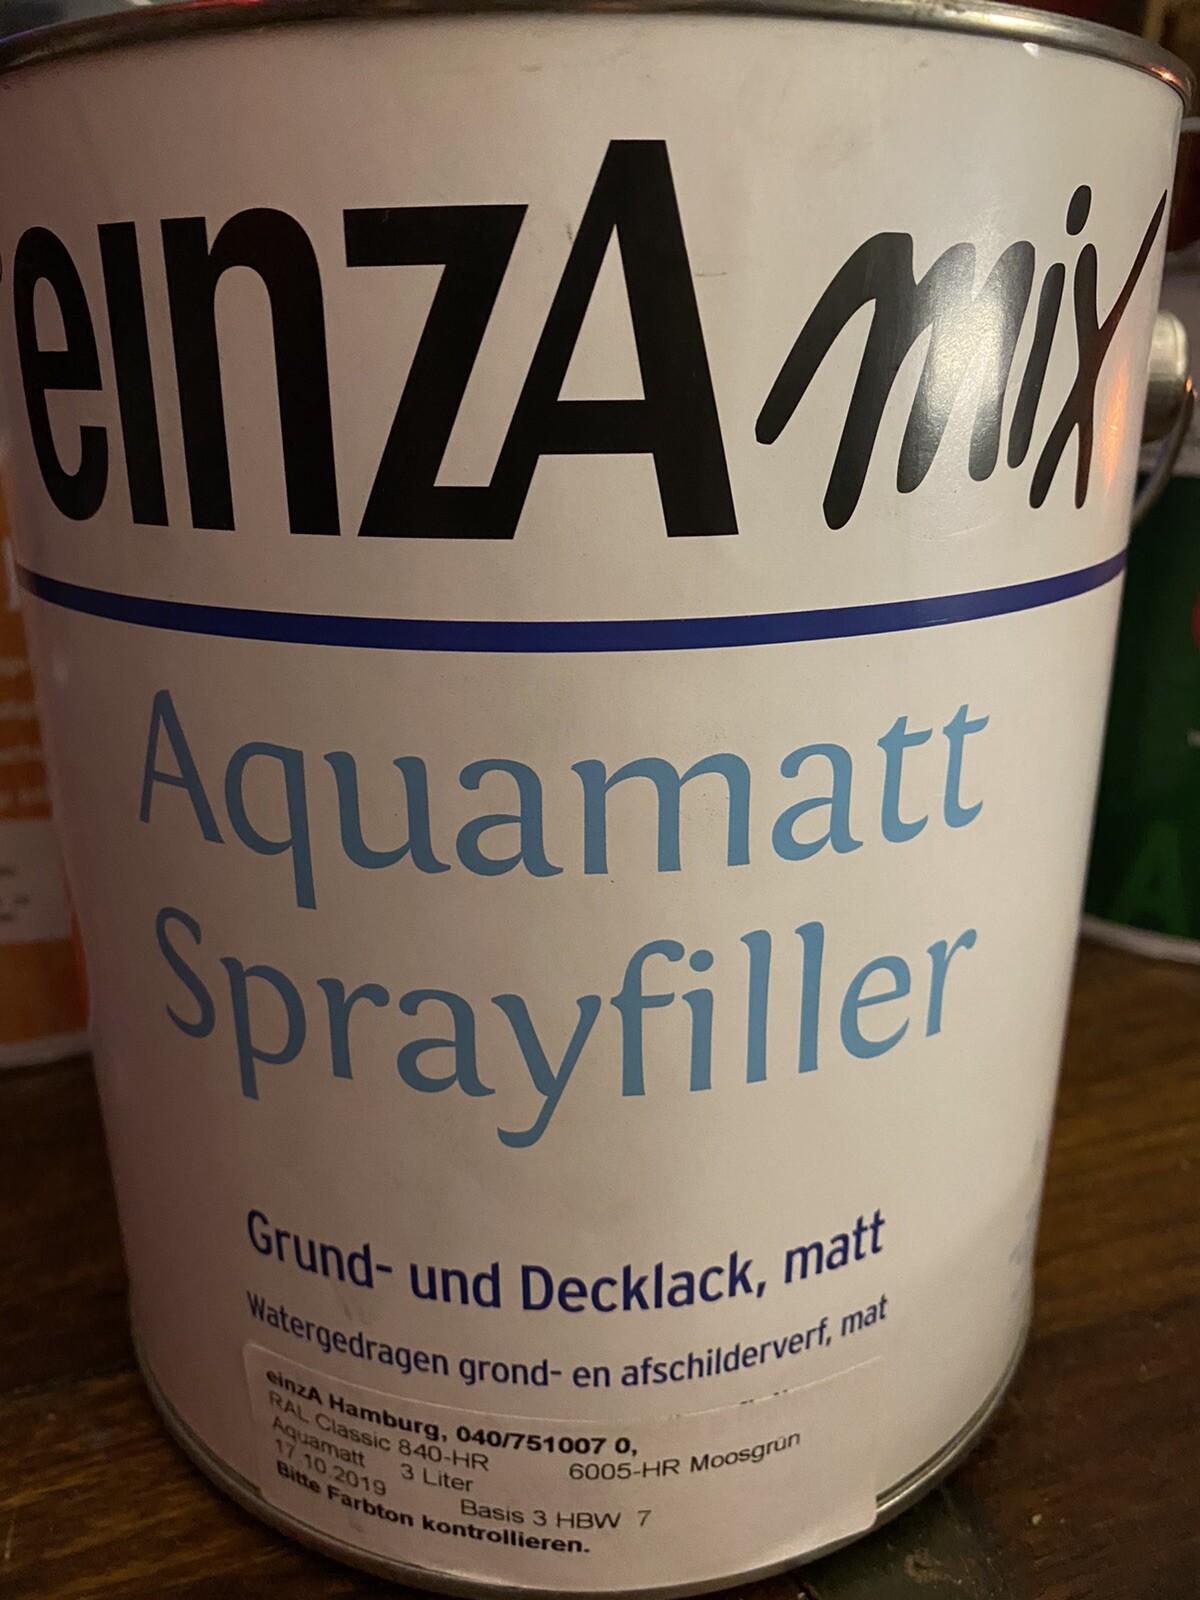 einzA mix
Aquamatt
Sprayfiller
Grund- und Decklack, matt
Watergedragen grond- en afschilderverf, mat
einzA Hamburg, 040/751007 0,
RAL Classic 840-HR 6005-HR Moosgrün
Aquamatt 3 Liter
17.10.2019 Basis 3 HBW 7
Bitte Farbton kontrollieren.